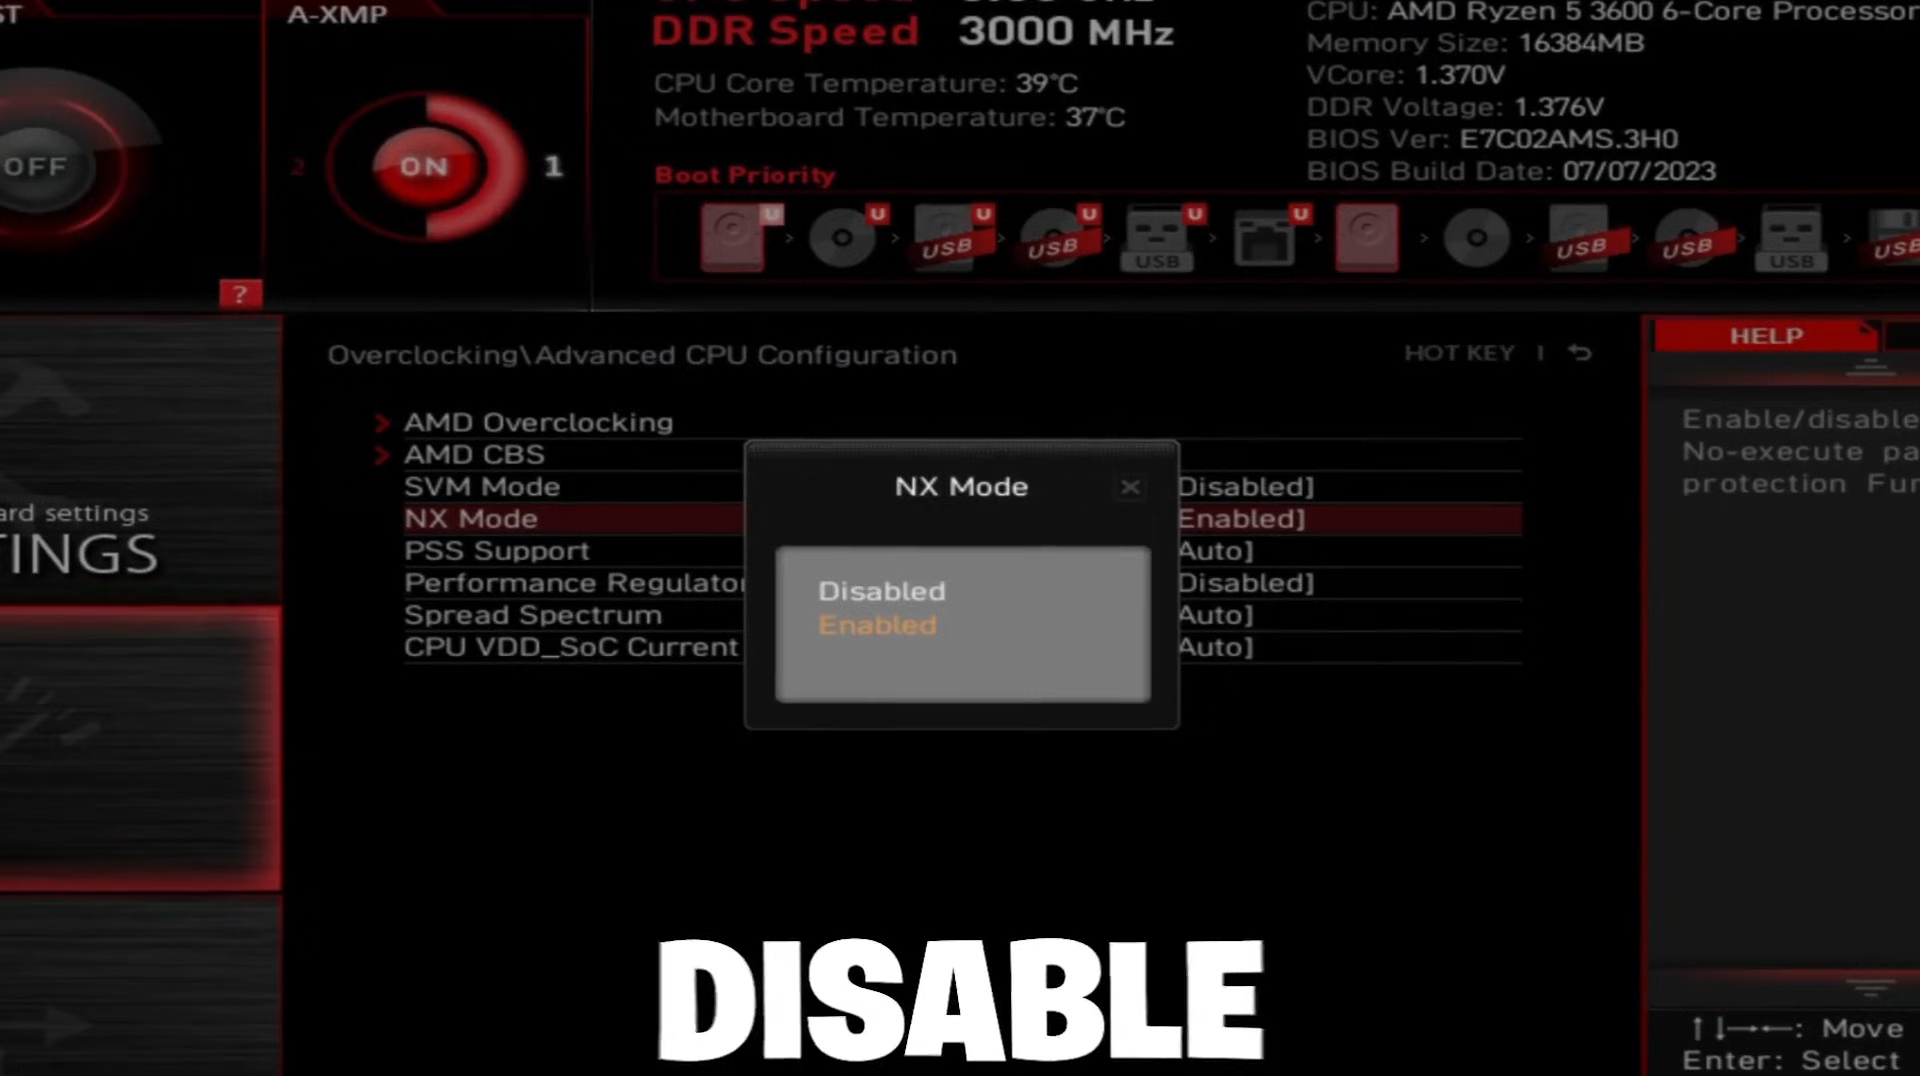 ST
A-XMP
DDR Speed 3000 MHz
CPU: AMD Ryzen 5 3600 6-Core Processor
Memory Size: 16384MB
CPU Core Temperature: 39°C
VCore: 1.370V
Motherboard Temperature: 37°C
DDR Voltage: 1.376V
BIOS Ver: E7C02AMS.3H0
BIOS Build Date: 07/07/2023
OFF
2 ON 1
Boot Priority
U U U U U U
USB USB USB USB USB USB USB
?
Overclocking\Advanced CPU Configuration
HOT KEY |
HELP
AMD Overclocking
AMD CBS
SVM Mode Disabled]
NX Mode Enabled]
PSS Support Auto]
Performance Regulator Disabled]
Spread Spectrum Auto]
CPU VDD_SoC Current Auto]
NX Mode
Disabled
Enabled
Enable/disable
No-execute pa
protection Fun
ard settings
TINGS
DISABLE
↑↓→←: Move
Enter: Select